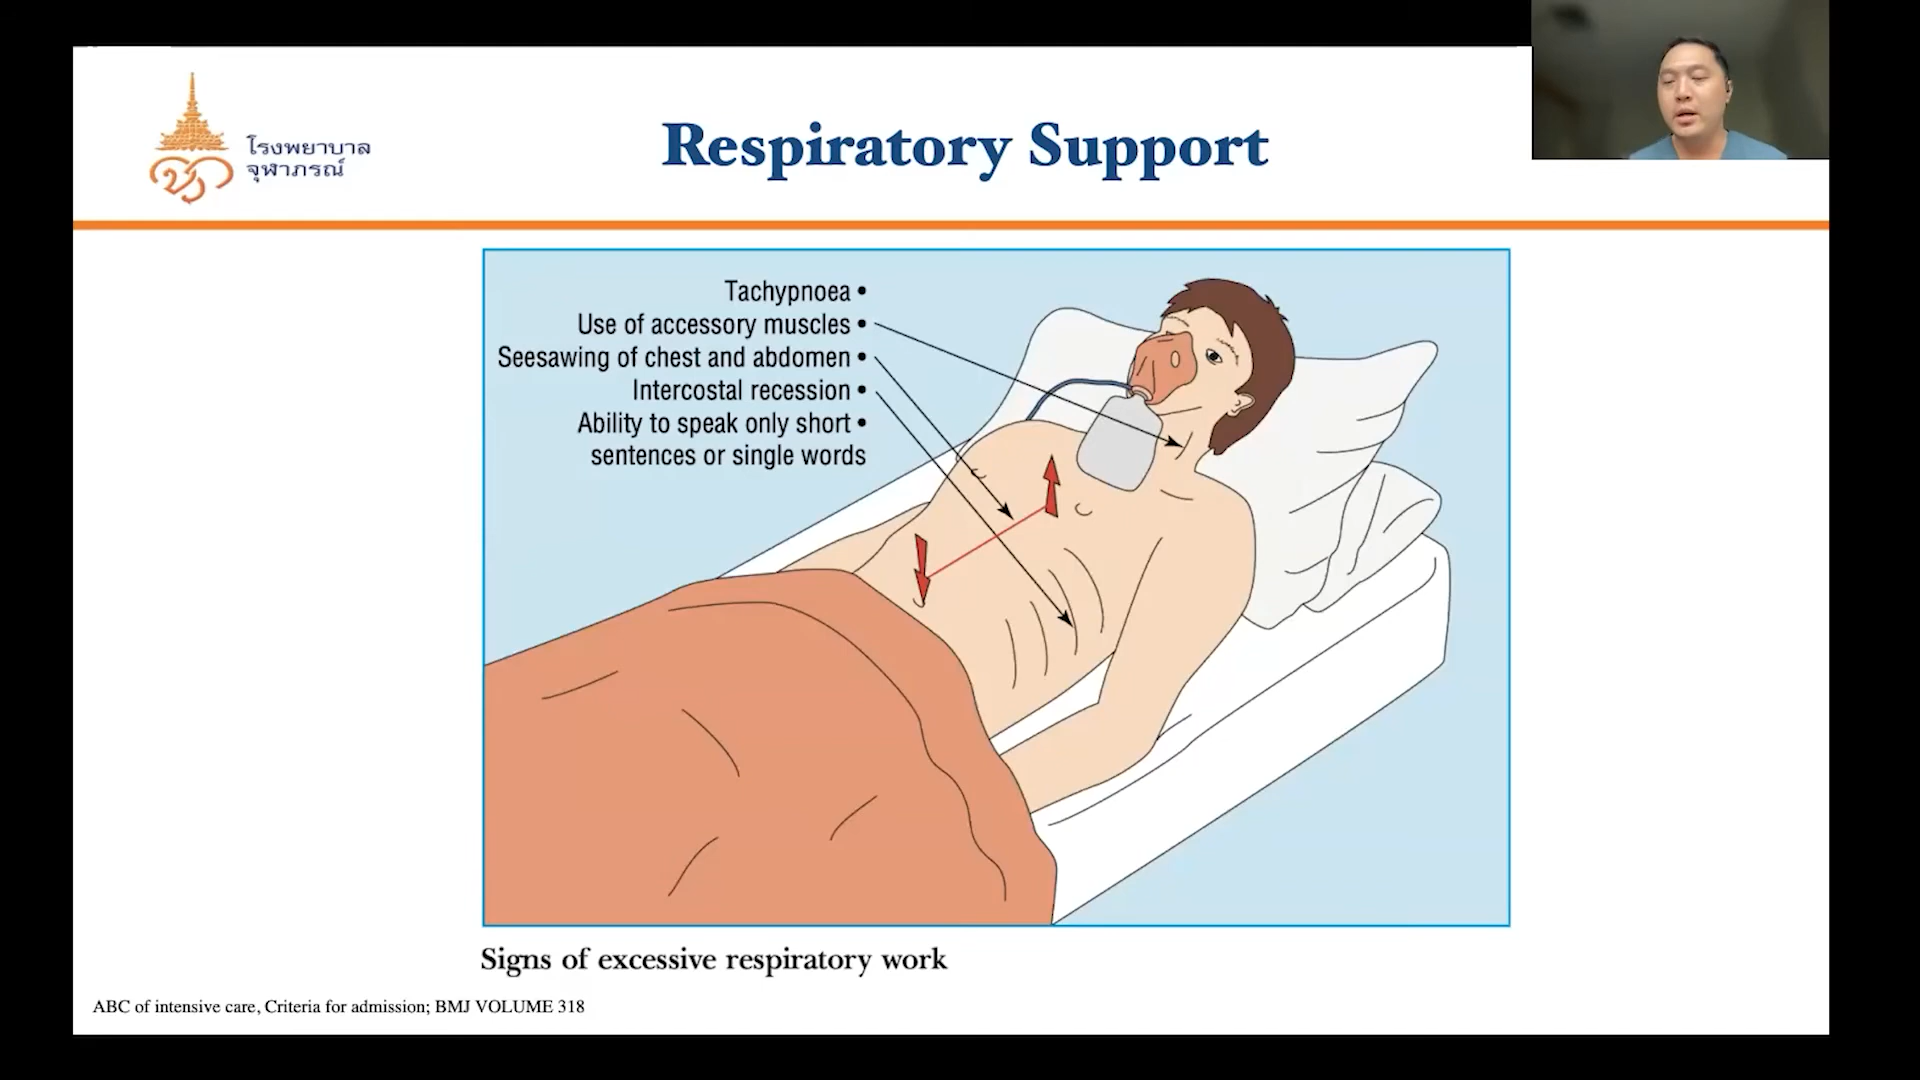 โรงพยาบาล
จุฬาภรณ์
Respiratory Support
Tachypnoea •
Use of accessory muscles •
Seesawing of chest and abdomen •
Intercostal recession •
Ability to speak only short •
sentences or single words
Signs of excessive respiratory work
ABC of intensive care, Criteria for admission; BMJ VOLUME 318